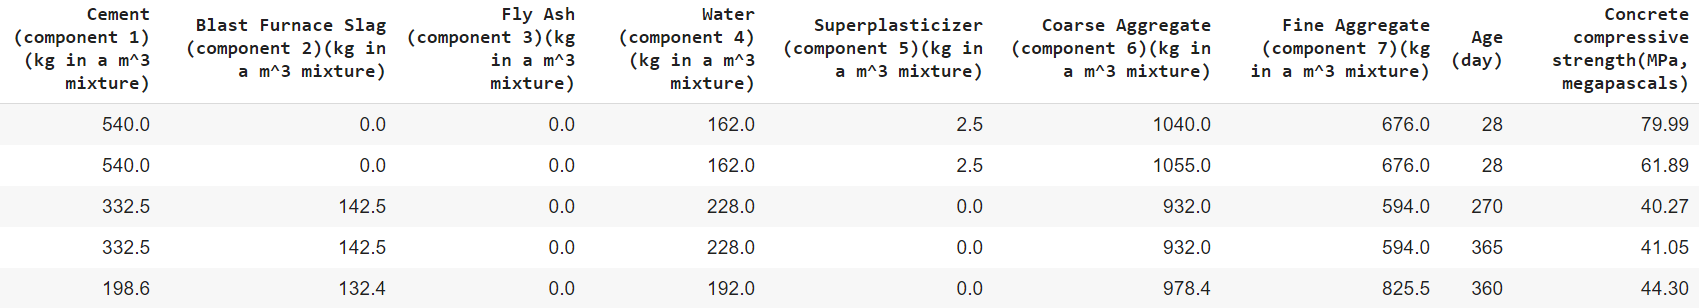 Cement (component 1)(kg in a m^3 mixture) Blast Furnace Slag (component 2)(kg in a m^3 mixture) Fly Ash (component 3)(kg in a m^3 mixture) Water (component 4)(kg in a m^3 mixture) Superplasticizer (component 5)(kg in a m^3 mixture) Coarse Aggregate (component 6)(kg in a m^3 mixture) Fine Aggregate (component 7)(kg in a m^3 mixture) Age (day) Concrete compressive strength(MPa, megapascals)
540.0 0.0 0.0 162.0 2.5 1040.0 676.0 28 79.99
540.0 0.0 0.0 162.0 2.5 1055.0 676.0 28 61.89
332.5 142.5 0.0 228.0 0.0 932.0 594.0 270 40.27
332.5 142.5 0.0 228.0 0.0 932.0 594.0 365 41.05
198.6 132.4 0.0 192.0 0.0 978.4 825.5 360 44.30